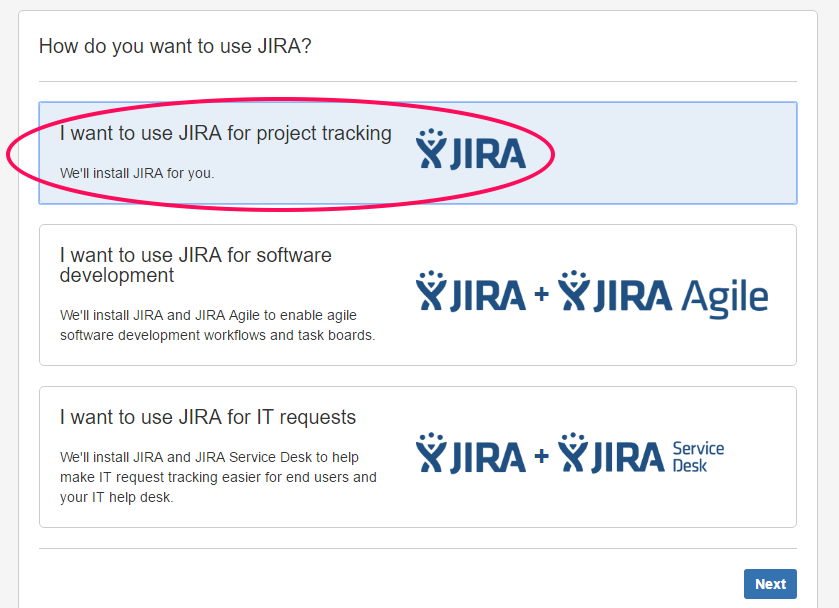 How do you want to use JIRA?
I want to use JIRA for project tracking
We'll install JIRA for you.
JIRA
I want to use JIRA for software
development
We'll install JIRA and JIRA Agile to enable agile
software development workflows and task boards.
JIRA + JIRA Agile
I want to use JIRA for IT requests
We'll install JIRA and JIRA Service Desk to help
make IT request tracking easier for end users and
your IT help desk.
JIRA + JIRA Service
Desk
Next